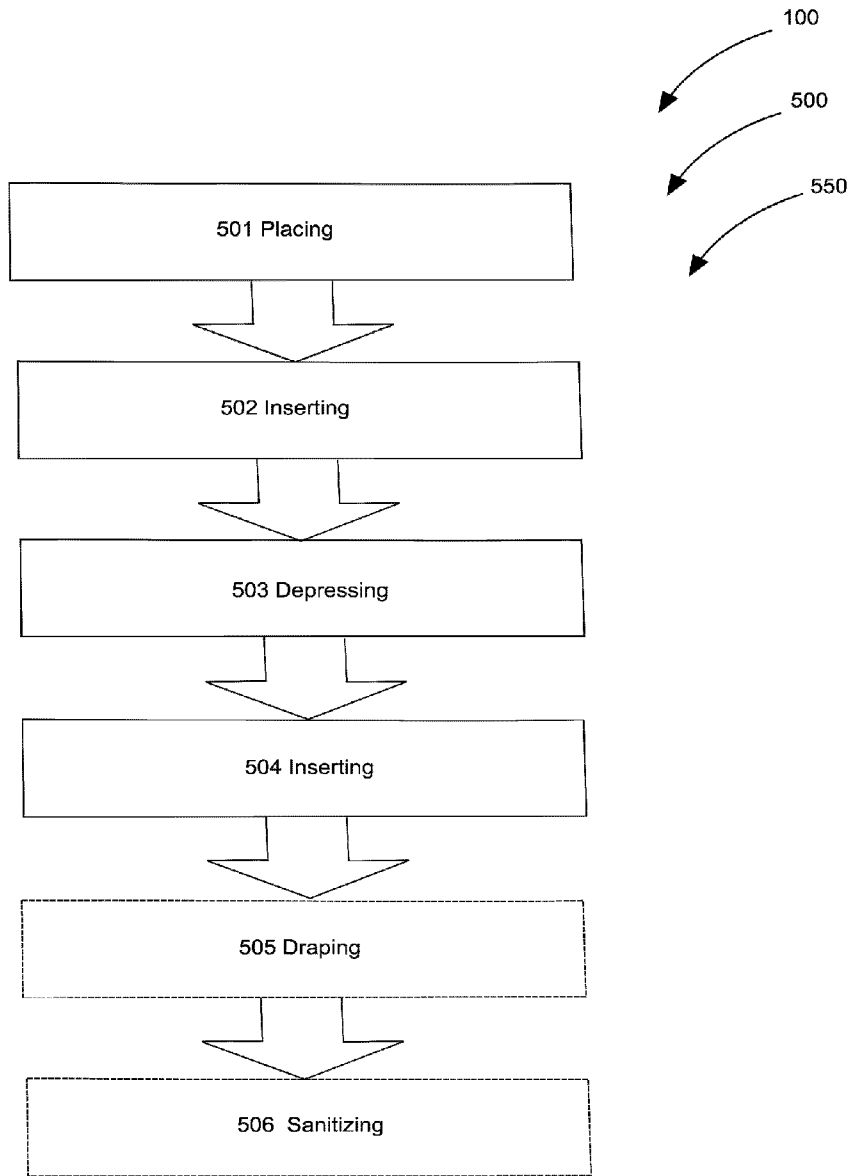 100
500
550
501 Placing
502 Inserting
503 Depressing
504 Inserting
505 Draping
506 Sanitizing